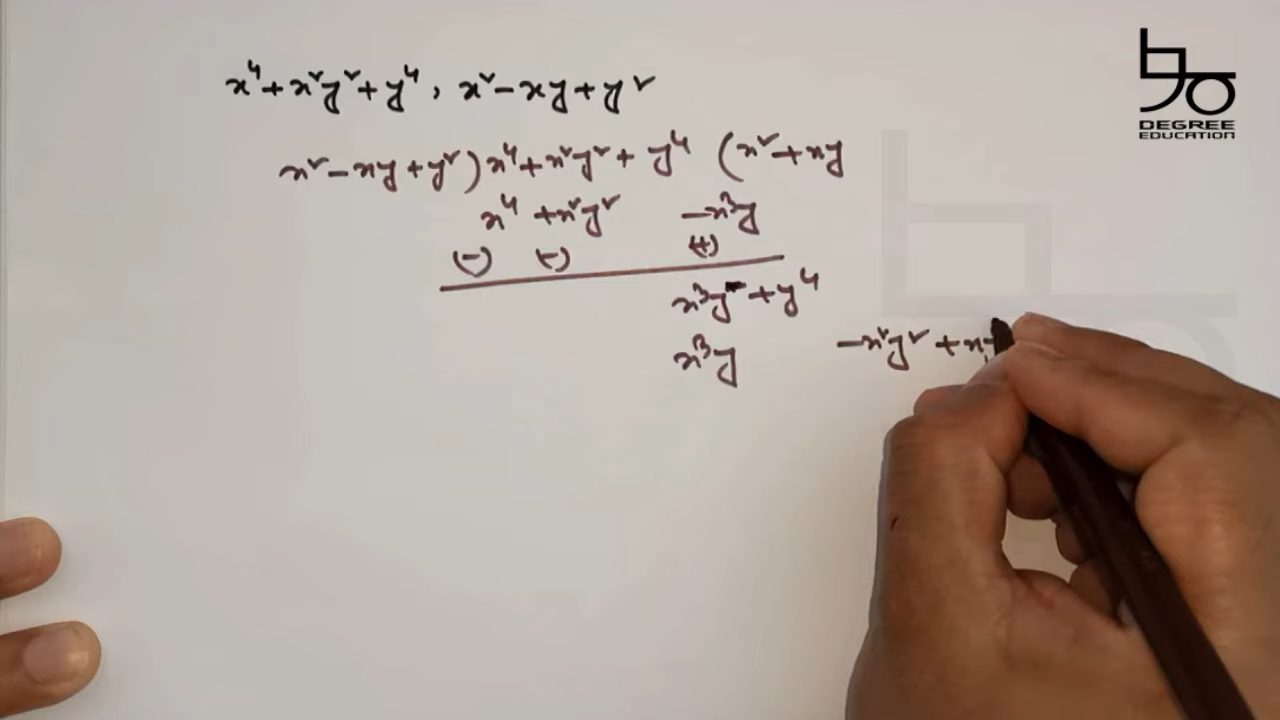 x⁴+x²y²+y⁴, x²-xy+y²
DEGREE
EDUCATION
x²-xy+y²)x⁴+x²y²+y⁴(x²+xy
x⁴ +x²y² -x³y
(-) (-) (+)
x³y+y⁴
x³y -x²y²